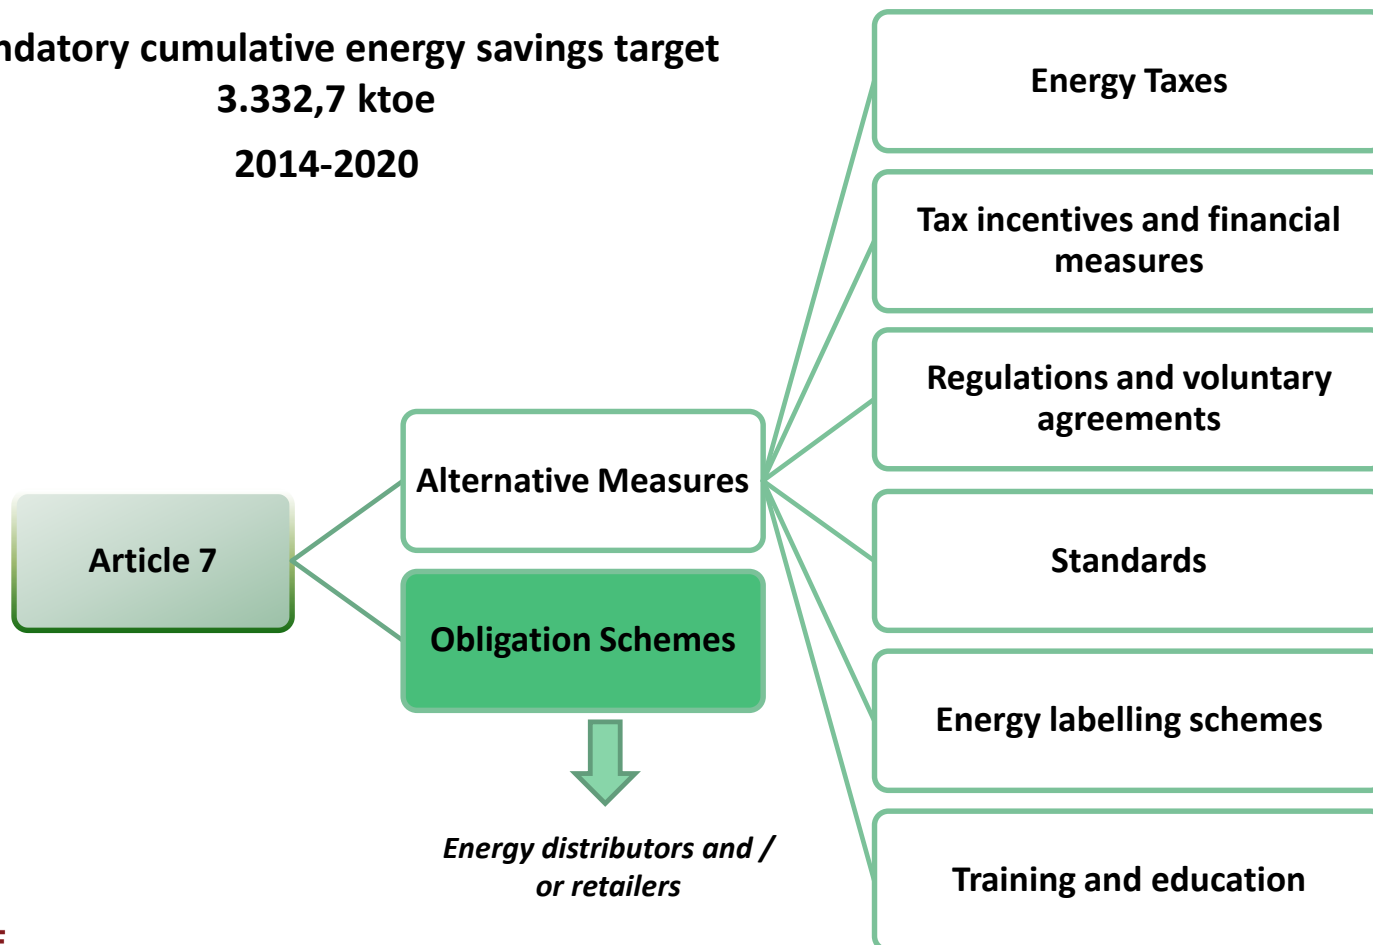 ndatory cumulative energy savings target
3.332,7 ktoe
2014-2020
Energy Taxes
Tax incentives and financial
measures
Regulations and voluntary
agreements
Alternative Measures
Article 7
Standards
Obligation Schemes
Energy labelling schemes
Energy distributors and /
or retailers
Training and education